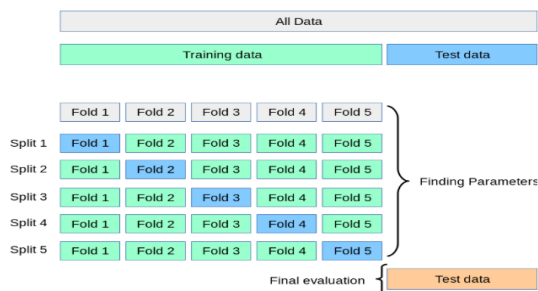 All Data
Training data Test data
Fold 1 Fold 2 Fold 3 Fold 4 Fold 5
Split 1 Fold 1 Fold 2 Fold 3 Fold 4 Fold 5
Split 2 Fold 1 Fold 2 Fold 3 Fold 4 Fold 5
Split 3 Fold 1 Fold 2 Fold 3 Fold 4 Fold 5
Finding Parameters
Split 4 Fold 1 Fold 2 Fold 3 Fold 4 Fold 5
Split 5 Fold 1 Fold 2 Fold 3 Fold 4 Fold 5
Final evaluation Test data